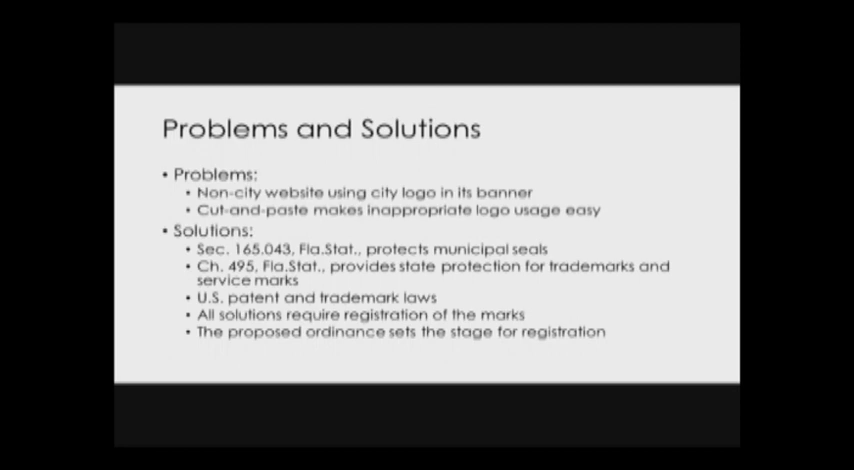 Problems and Solutions
• Problems:
• Non-city website using city logo in its banner
• Cut-and-paste makes inappropriate logo usage easy
• Solutions:
• Sec. 165.043, Fla.Stat., protects municipal seals
• Ch. 495, Fla.Stat., provides state protection for trademarks and
service marks
• U.S. patent and trademark laws
• All solutions require registration of the marks
• The proposed ordinance sets the stage for registration